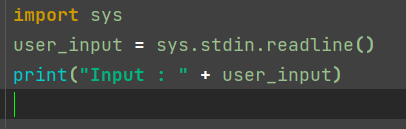 import sys
user_input = sys.stdin.readline()
print("Input : " + user_input)